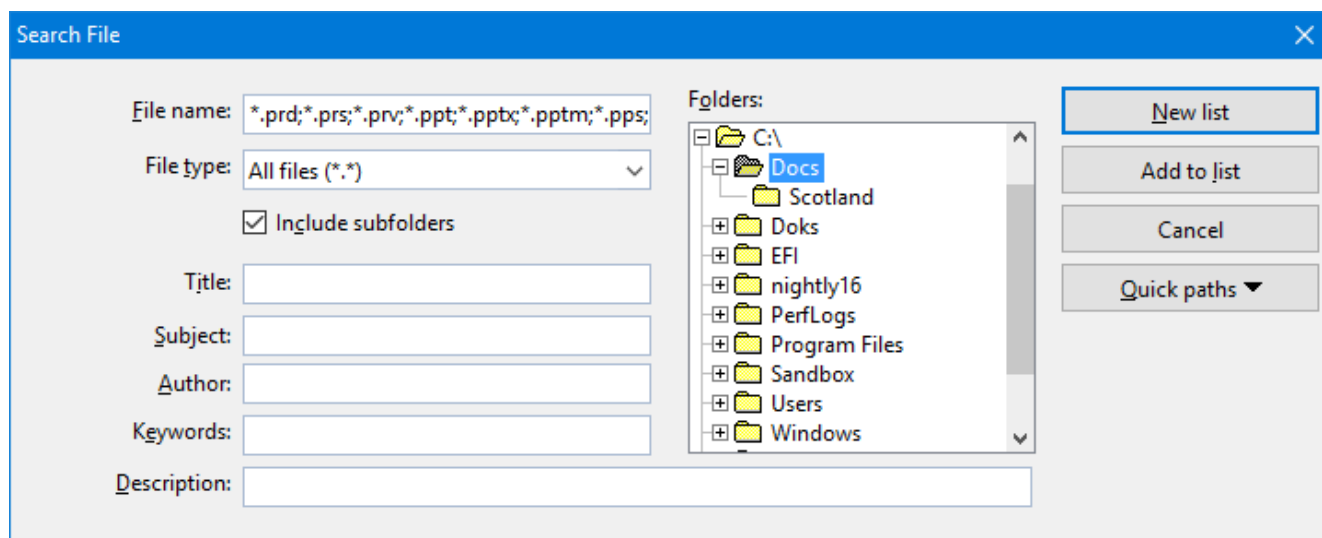 Search File
File name: *.prd;*.prs;*.prv;*.ppt;*.pptx;*.pptm;*.pps;
File type: All files (*.*)
Include subfolders
Title:
Subject:
Author:
Keywords:
Description:
Folders:
C:\
Docs
Scotland
Doks
EFI
nightly16
PerfLogs
Program Files
Sandbox
Users
Windows
New list
Add to list
Cancel
Quick paths